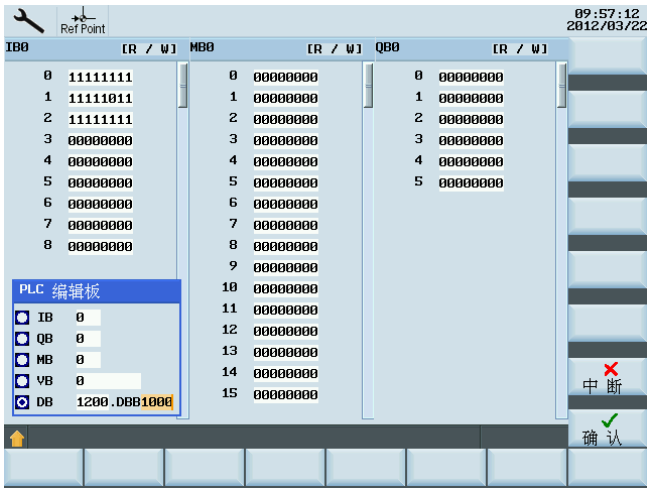 Ref Point
09:57:12
2012/03/22
IB0 [R / W] MB0 [R / W] QB0 [R / W]
0 11111111 0 00000000 0 00000000
1 11111011 1 00000000 1 00000000
2 11111111 2 00000000 2 00000000
3 00000000 3 00000000 3 00000000
4 00000000 4 00000000 4 00000000
5 00000000 5 00000000 5 00000000
6 00000000 6 00000000
7 00000000 7 00000000
8 00000000 8 00000000
9 00000000
10 00000000
11 00000000
12 00000000
13 00000000
14 00000000
15 00000000
PLC 编辑板
IB 0
QB 0
MB 0
VB 0
DB 1200.DBB1000
中断
确认